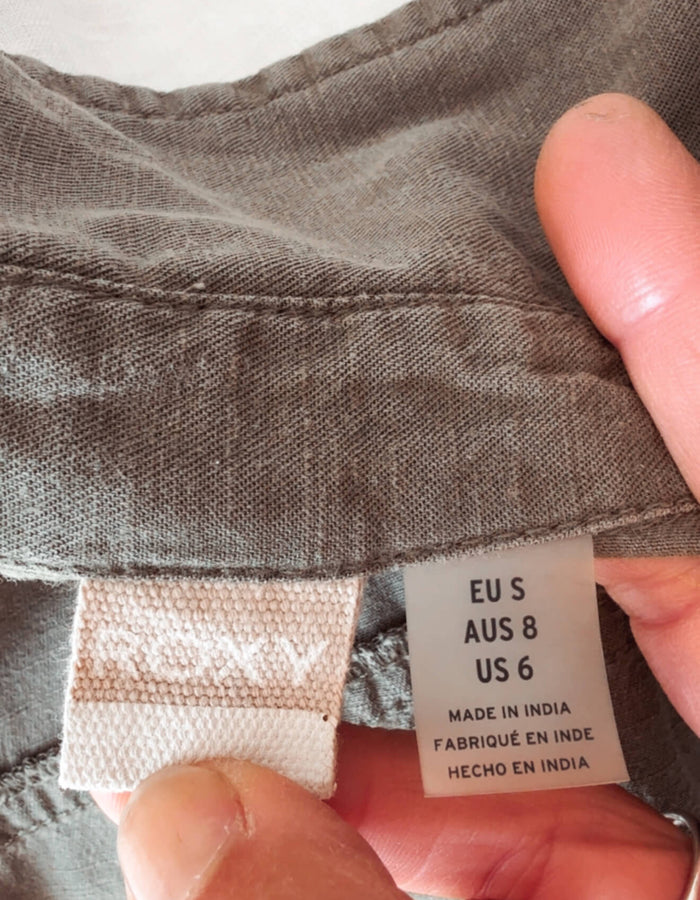 ROXY
EU S
AUS 8
US 6
MADE IN INDIA
FABRIQUÉ EN INDE
HECHO EN INDIA